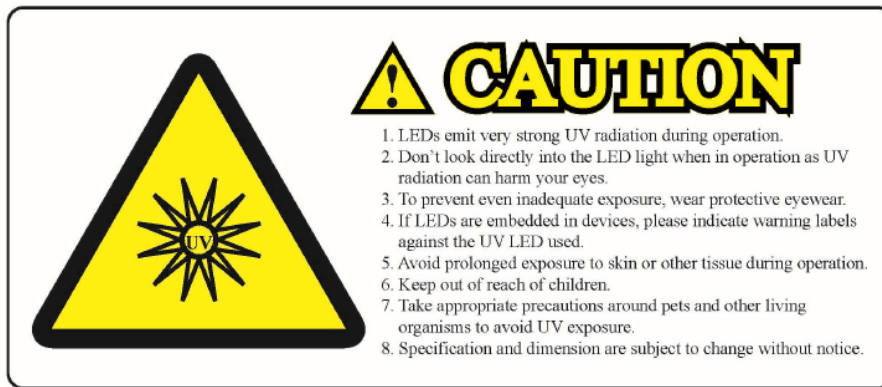 UV
! CAUTION
1. LEDs emit very strong UV radiation during operation.
2. Don't look directly into the LED light when in operation as UV
radiation can harm your eyes.
3. To prevent even inadequate exposure, wear protective eyewear.
4. If LEDs are embedded in devices, please indicate warning labels
against the UV LED used.
5. Avoid prolonged exposure to skin or other tissue during operation.
6. Keep out of reach of children.
7. Take appropriate precautions around pets and other living
organisms to avoid UV exposure.
8. Specification and dimension are subject to change without notice.